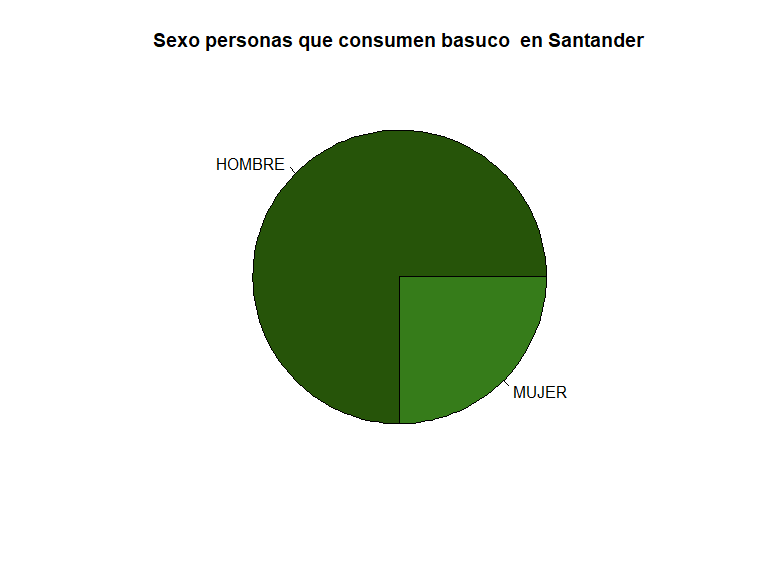 Sexo personas que consumen basuco  en Santander
HOMBRE
MUJER